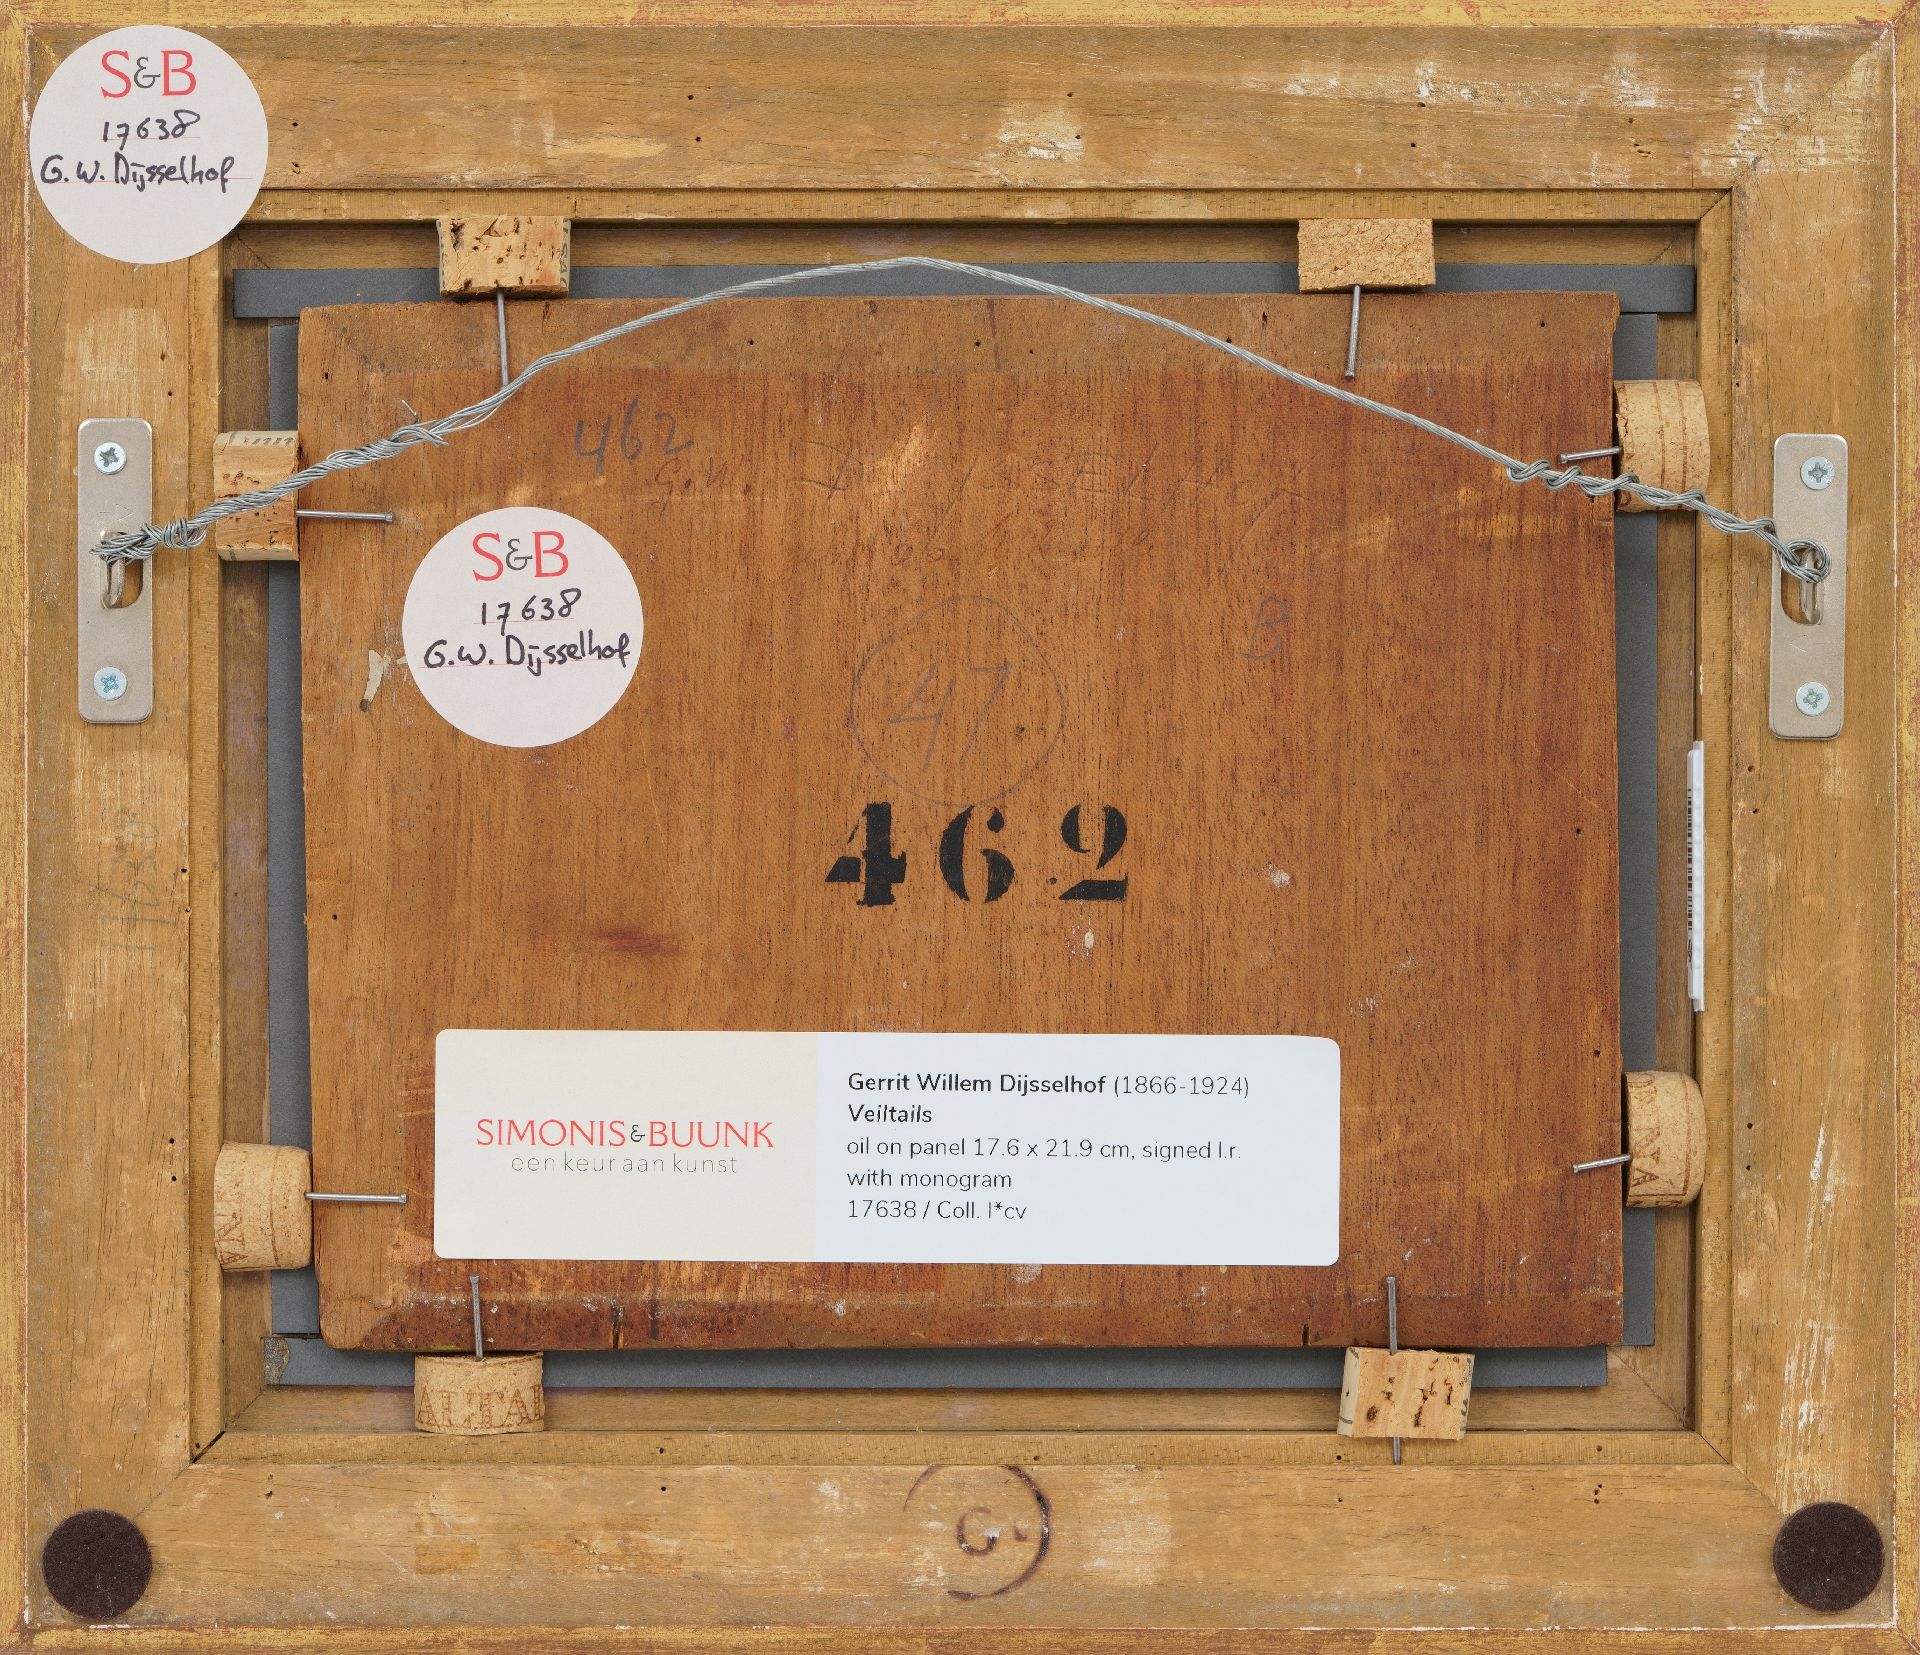 S&B
17638
G.W. Dijsselhof
462
S&B
17638
G.W. Dijsselhof
B
47.
462
17638
SIMONIS&BUUNK
een keur aan kunst
Gerrit Willem Dijsselhof (1866-1924)
Veiltails
oil on panel 17.6 x 21.9 cm, signed l.r.
with monogram
17638 / Coll. l*cv
G.